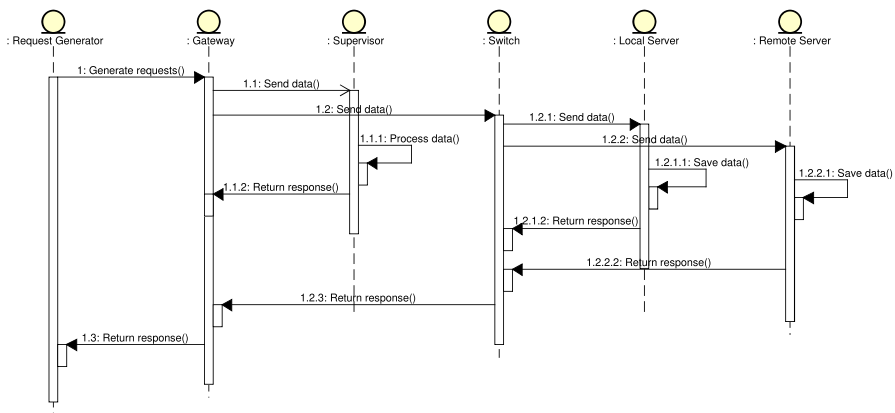 : Request Generator
: Gateway
: Supervisor
: Switch
: Local Server
: Remote Server
1: Generate requests()
1.1: Send data()
1.2: Send data()
1.2.1: Send data()
1.2.2: Send data()
1.1.1: Process data()
1.2.1.1: Save data()
1.2.2.1: Save data()
1.1.2: Return response()
1.2.1.2: Return response()
1.2.2.2: Return response()
1.2.3: Return response()
1.3: Return response()